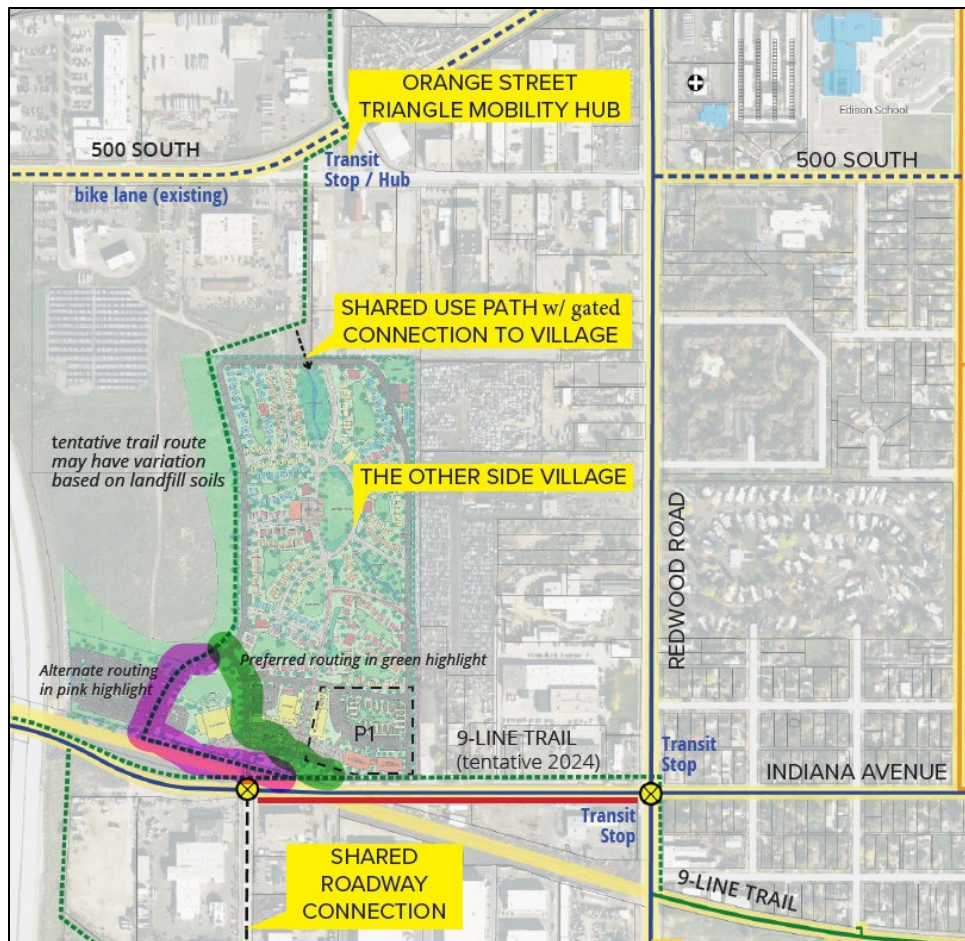 ORANGE STREET
TRIANGLE MOBILITY HUB
Edison School
500 SOUTH
Transit
Stop / Hub
500 SOUTH
bike lane (existing)
SHARED USE PATH w/ gated
CONNECTION TO VILLAGE
tentative trail route
may have variation
based on landfill soils
THE OTHER SIDE VILLAGE
REDWOOD ROAD
Alternate routing
in pink highlight
Preferred routing in green highlight
P1
9-LINE TRAIL
(tentative 2024)
Transit
Stop
INDIANA AVENUE
Transit
Stop
SHARED
ROADWAY
CONNECTION
9-LINE TRAIL